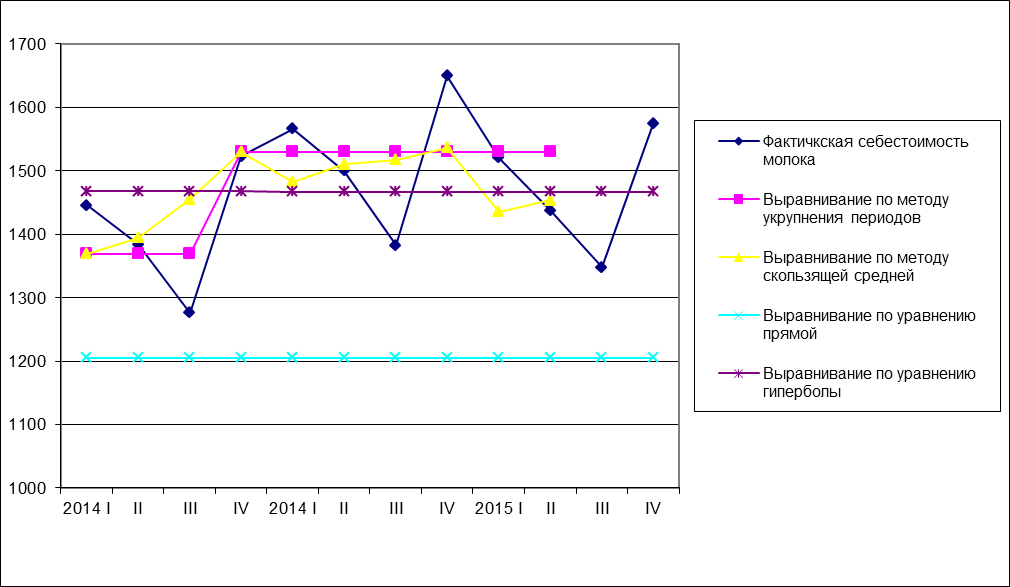 1700
1600
1500
1400
1300
1200
1100
1000
2014 I II III IV 2014 I II III IV 2015 I II III IV
Фактичкская себестоимость
молока
Выравнивание по методу
укрупнения периодов
Выравнивание по методу
скользящей средней
Выравнивание по уравнению
прямой
Выравнивание по уравнению
гиперболы